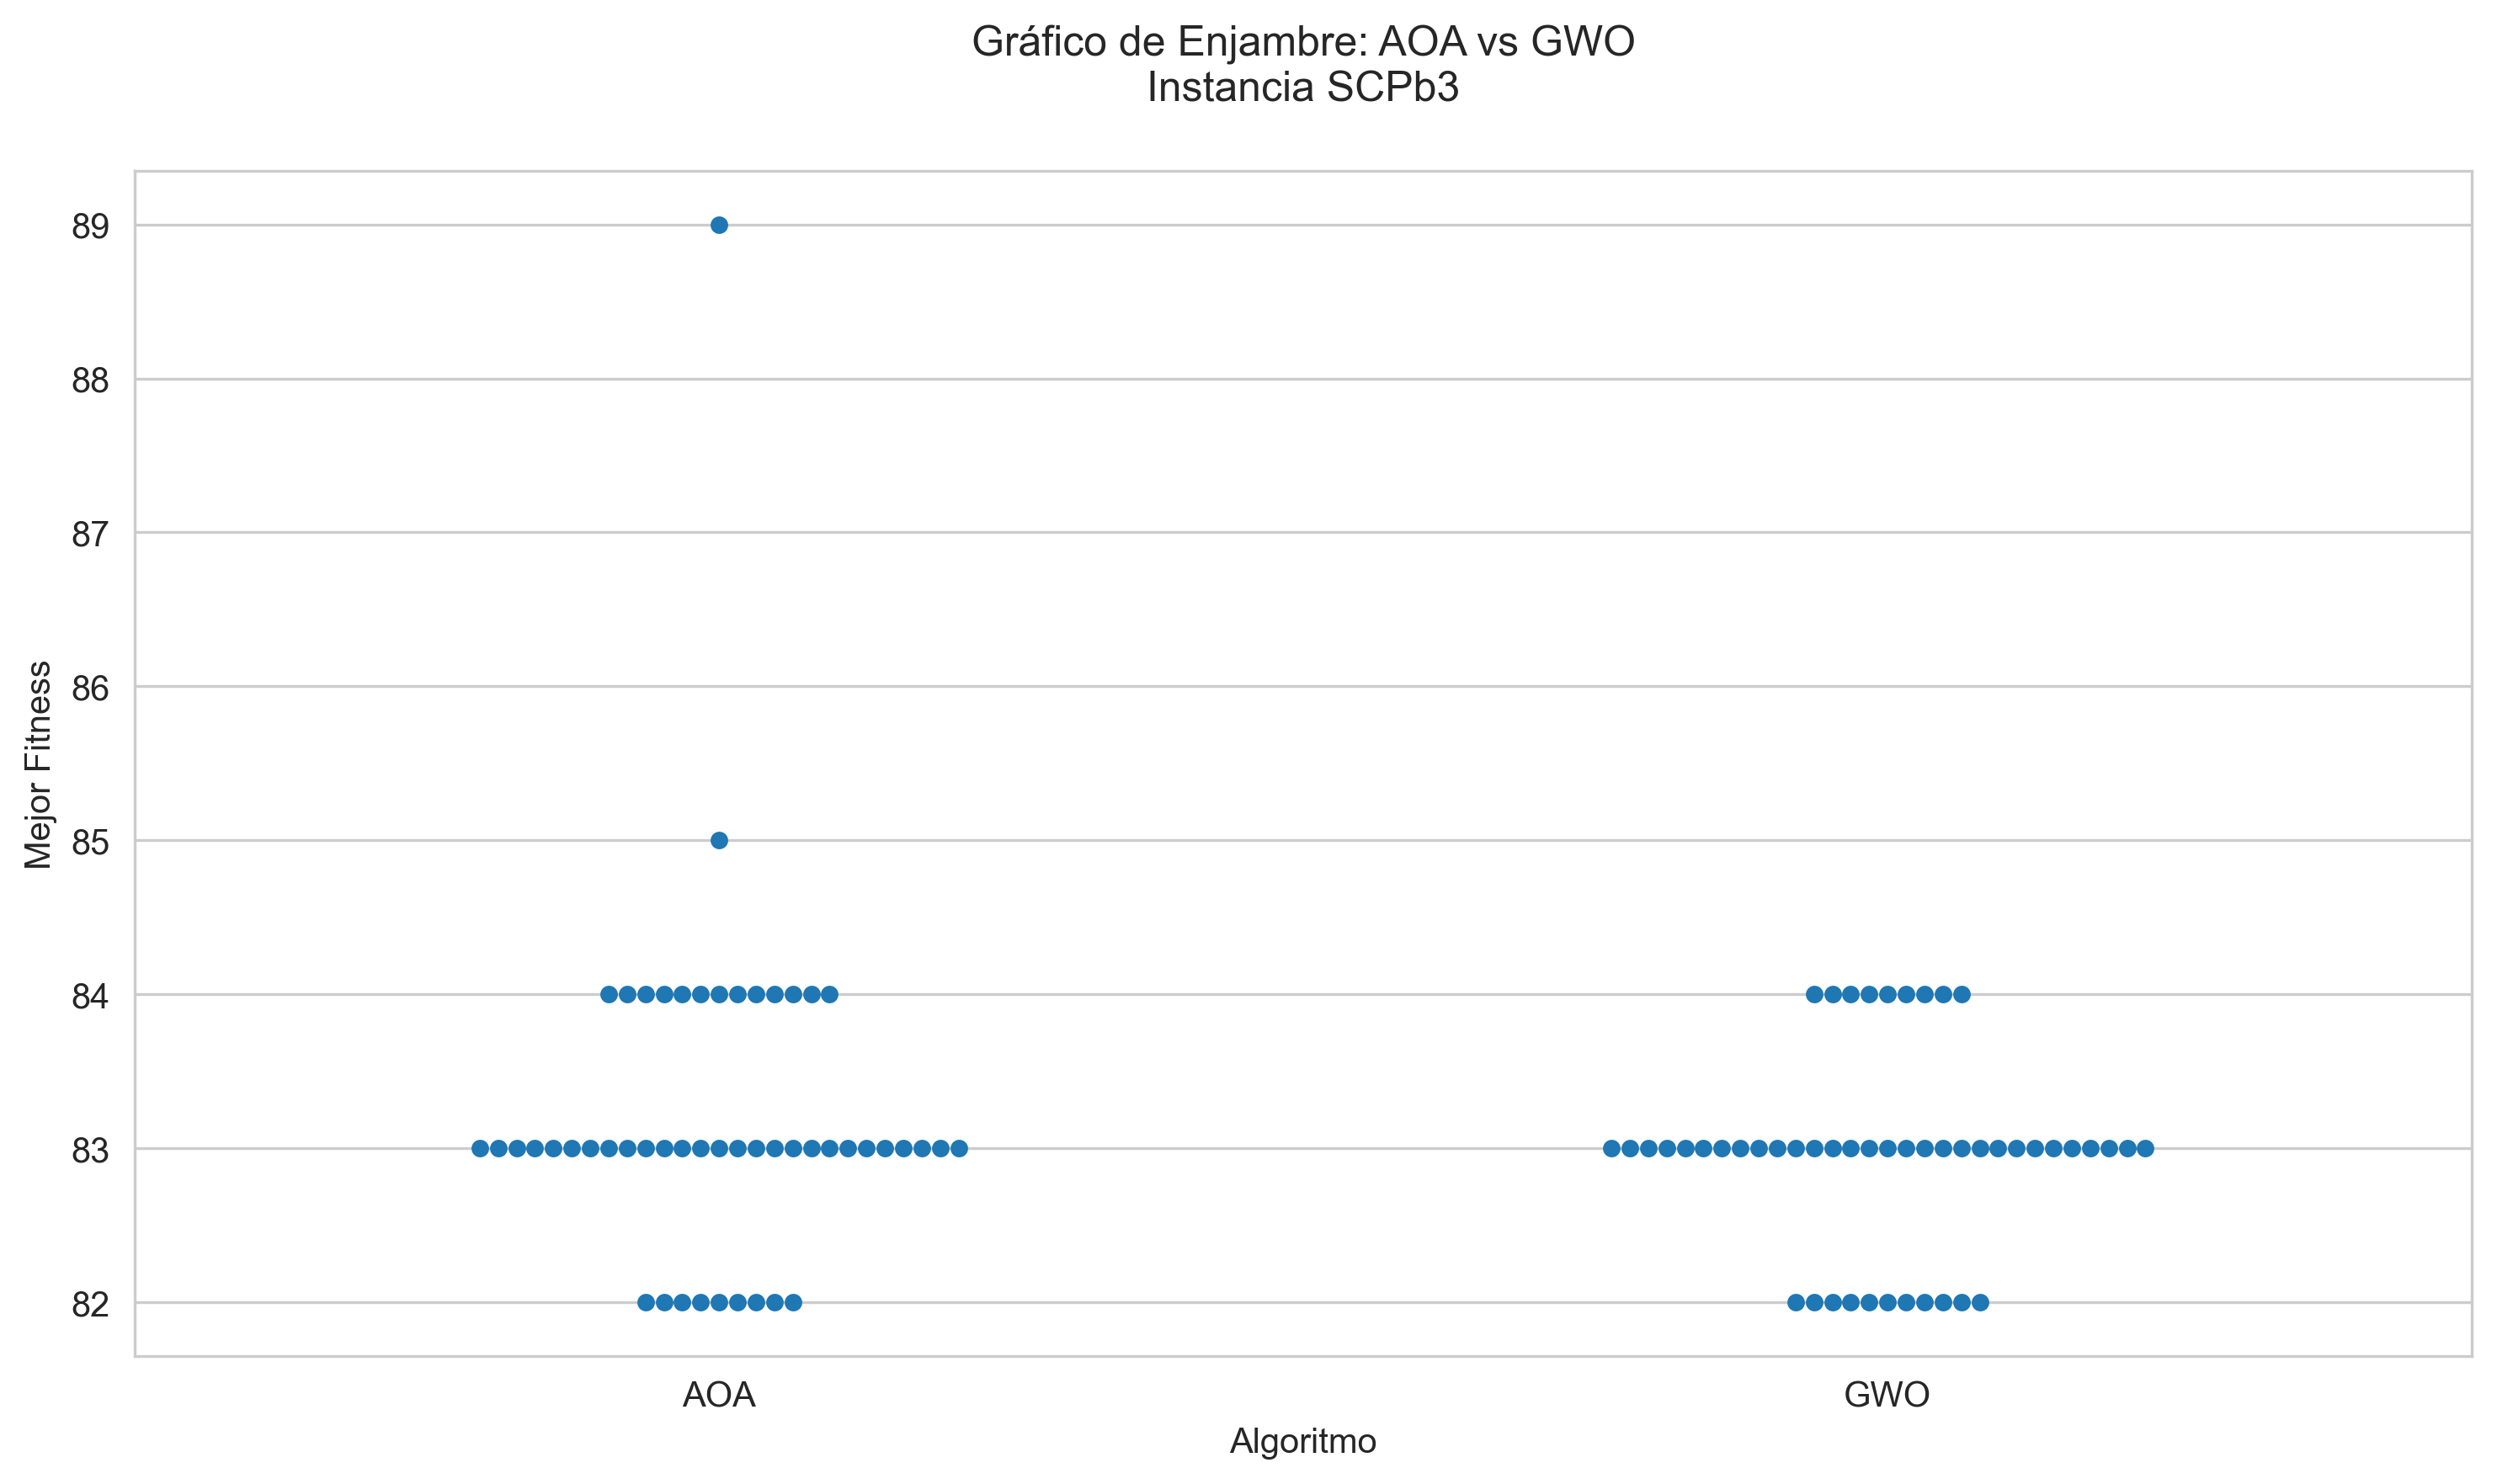 Gráfico de Enjambre: AOA vs GWO
Instancia SCPb3
89
88
87
86
85
84
83
82
Mejor Fitness
AOA
GWO
Algoritmo